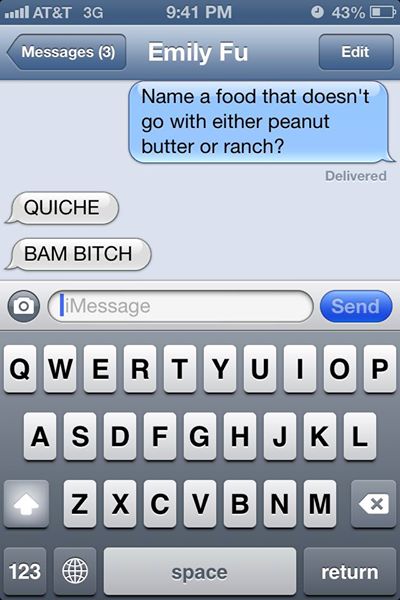 AT&T 3G 9:41 PM 43%
Messages (3) Emily Fu Edit
Name a food that doesn't
go with either peanut
butter or ranch?
Delivered
QUICHE
BAM BITCH
iMessage Send
Q W E R T Y U I O P
A S D F G H J K L
Z X C V B N M
123 space return